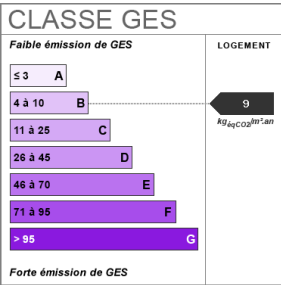 CLASSE GES
Faible émission de GES
LOGEMENT
≤ 3 A
4 à 10 B
9
kgéqCO2/m².an
11 à 25 C
26 à 45 D
46 à 70 E
71 à 95 F
> 95 G
Forte émission de GES